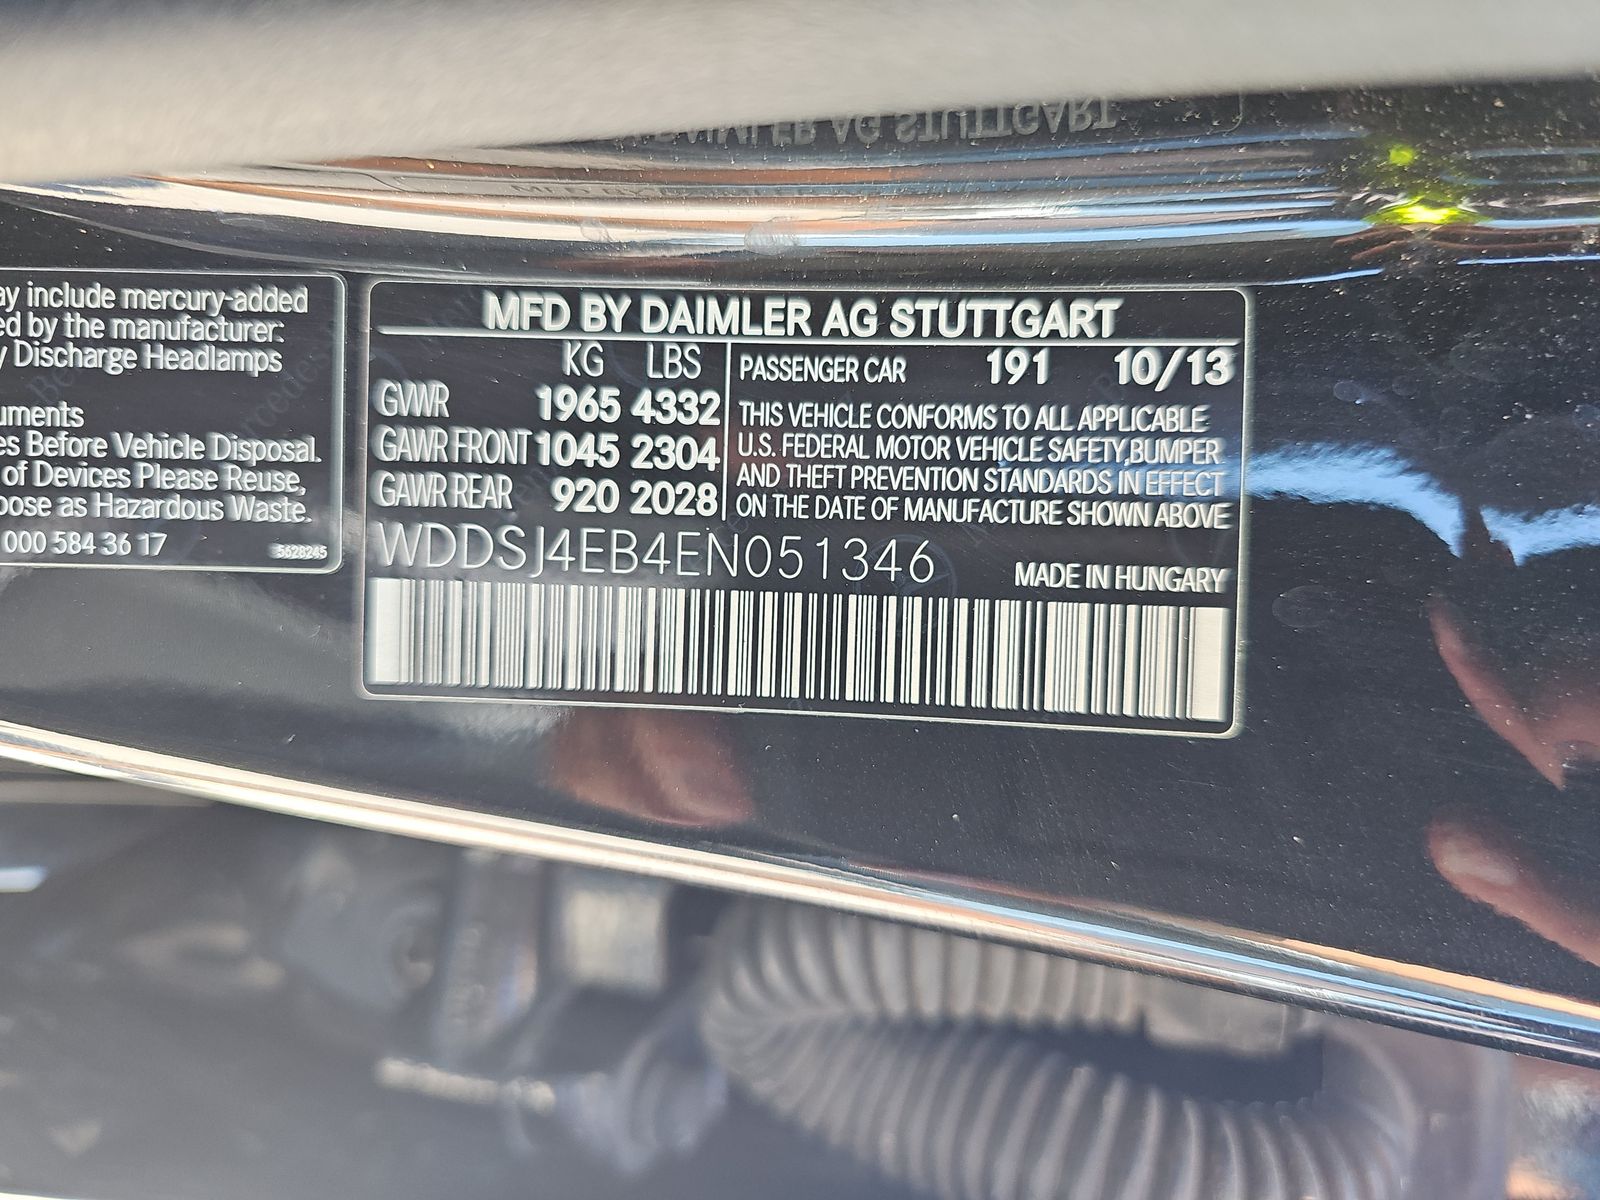 ay include mercury-added
ed by the manufacturer:
y Discharge Headlamps
uments
es Before Vehicle Disposal.
of Devices Please Reuse,
pose as Hazardous Waste.
000 584 36 17
5628245
MFD BY DAIMLER AG STUTTGART
KG LBS
GVWR 1965 4332
GAWR FRONT 1045 2304
GAWR REAR 920 2028
PASSENGER CAR 191 10/13
THIS VEHICLE CONFORMS TO ALL APPLICABLE
U.S. FEDERAL MOTOR VEHICLE SAFETY,BUMPER
AND THEFT PREVENTION STANDARDS IN EFFECT
ON THE DATE OF MANUFACTURE SHOWN ABOVE
WDDSJ4EB4EN051346
MADE IN HUNGARY